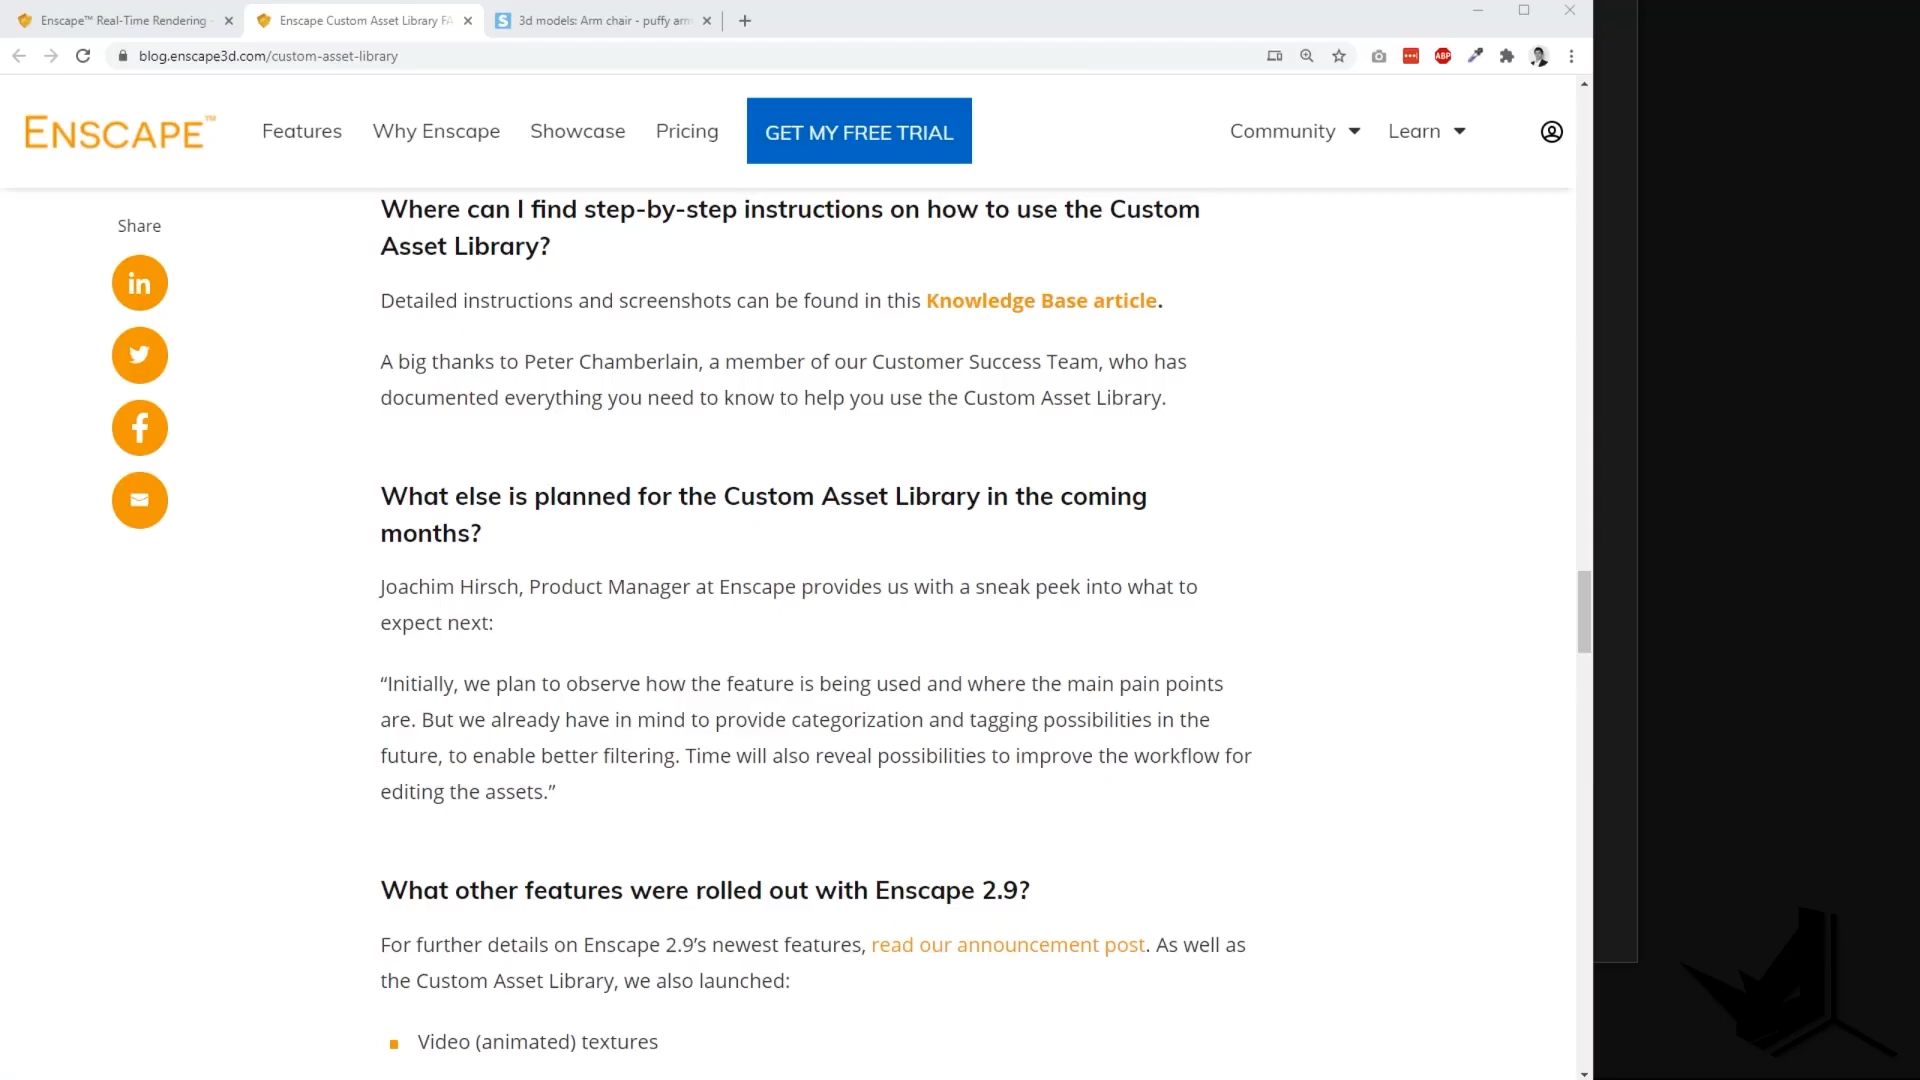 Enscape™ Real-Time Rendering -
Enscape Custom Asset Library FA
3d models: Arm chair - puffy arm
blog.enscape3d.com/custom-asset-library
ABP
ENSCAPE™
Features
Why Enscape
Showcase
Pricing
GET MY FREE TRIAL
Community
Learn
Share
Where can I find step-by-step instructions on how to use the Custom
Asset Library?
Detailed instructions and screenshots can be found in this Knowledge Base article.
A big thanks to Peter Chamberlain, a member of our Customer Success Team, who has
documented everything you need to know to help you use the Custom Asset Library.
What else is planned for the Custom Asset Library in the coming
months?
Joachim Hirsch, Product Manager at Enscape provides us with a sneak peek into what to
expect next:
“Initially, we plan to observe how the feature is being used and where the main pain points
are. But we already have in mind to provide categorization and tagging possibilities in the
future, to enable better filtering. Time will also reveal possibilities to improve the workflow for
editing the assets.”
What other features were rolled out with Enscape 2.9?
For further details on Enscape 2.9’s newest features, read our announcement post. As well as
the Custom Asset Library, we also launched:
Video (animated) textures